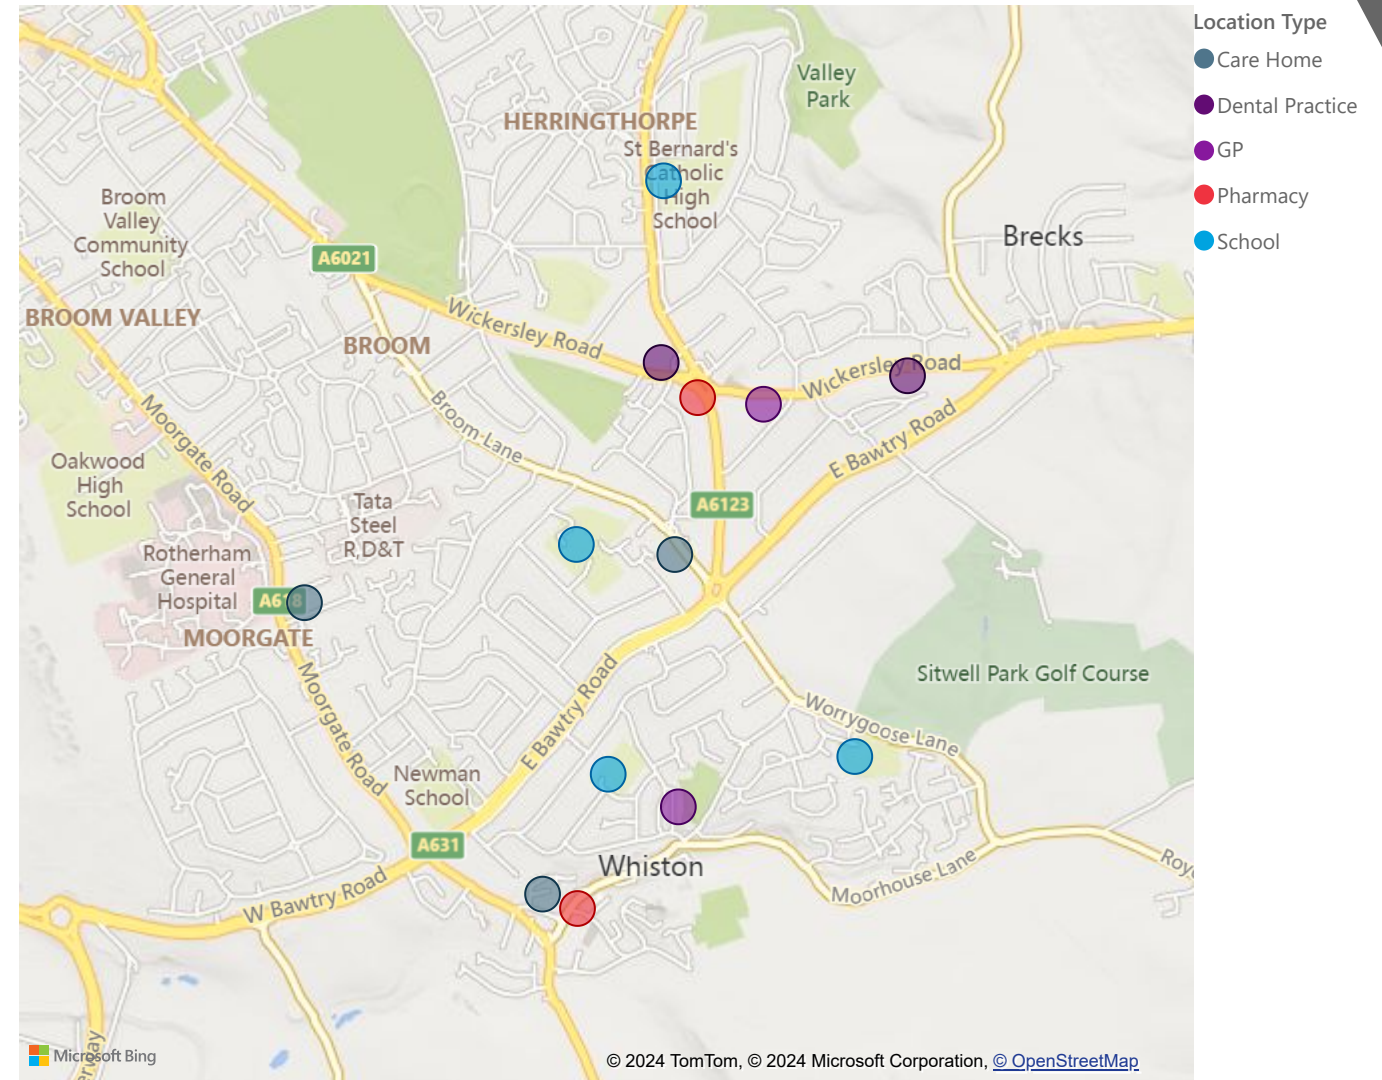 Location Type
Care Home
Dental Practice
GP
Pharmacy
School
Valley
Park
HERRINGTHORPE
St Bernard's
Catholic
High
School
Broom
Valley
Community
School
Brecks
A6021
BROOM VALLEY
Wickersley Road
BROOM
Wickersley Road
Broom Lane
Moorgate Road
E Bawtry Road
Oakwood
High
School
Tata
Steel
R,D&T
A6123
Rotherham
General
Hospital
A618
MOORGATE
Sitwell Park Golf Course
Moorgate Road
E Bawtry Road
Worrygoose Lane
Newman
School
A631
Whiston
Moorhouse Lane
W Bawtry Road
Microsoft Bing
© 2024 TomTom, © 2024 Microsoft Corporation, © OpenStreetMap